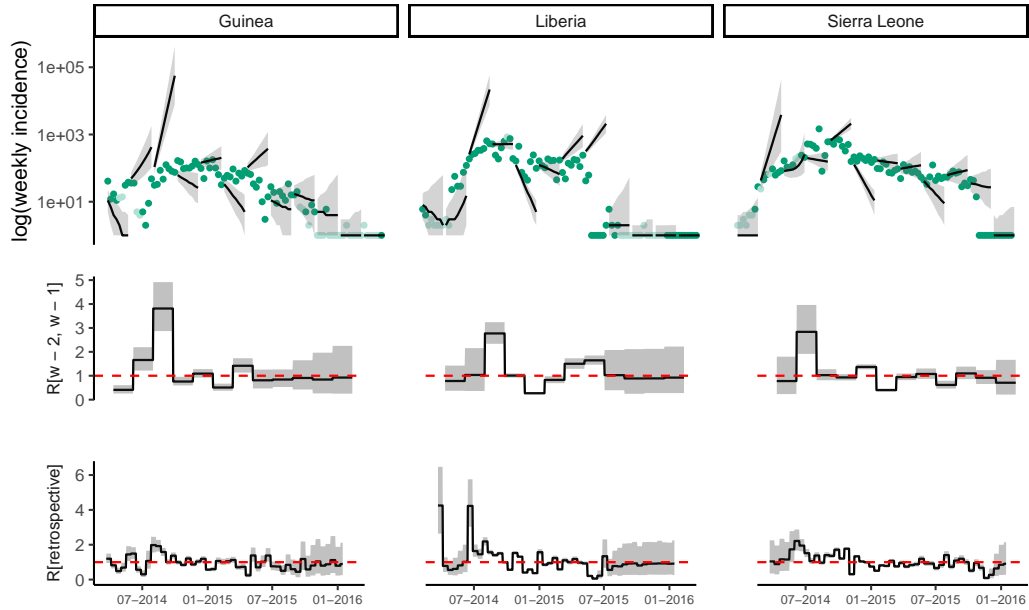 Guinea
Liberia
Sierra Leone
log(weekly incidence)
1e+05
1e+03
1e+01
R[w − 2, w − 1]
5
4
3
2
1
0
R[retrospective]
6
4
2
0
07−2014
01−2015
07−2015
01−2016
07−2014
01−2015
07−2015
01−2016
07−2014
01−2015
07−2015
01−2016